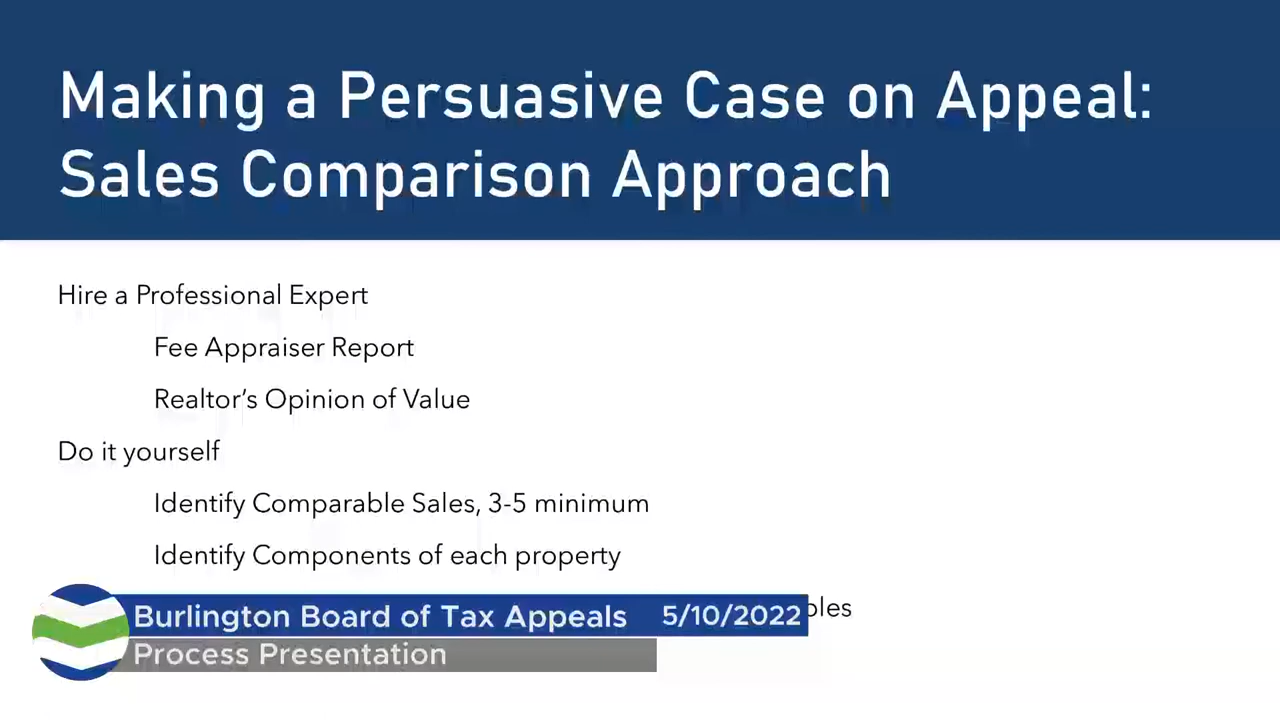 Making a Persuasive Case on Appeal:
Sales Comparison Approach
Hire a Professional Expert
Fee Appraiser Report
Realtor’s Opinion of Value
Do it yourself
Identify Comparable Sales, 3-5 minimum
Identify Components of each property
Burlington Board of Tax Appeals 5/10/2022
Process Presentation